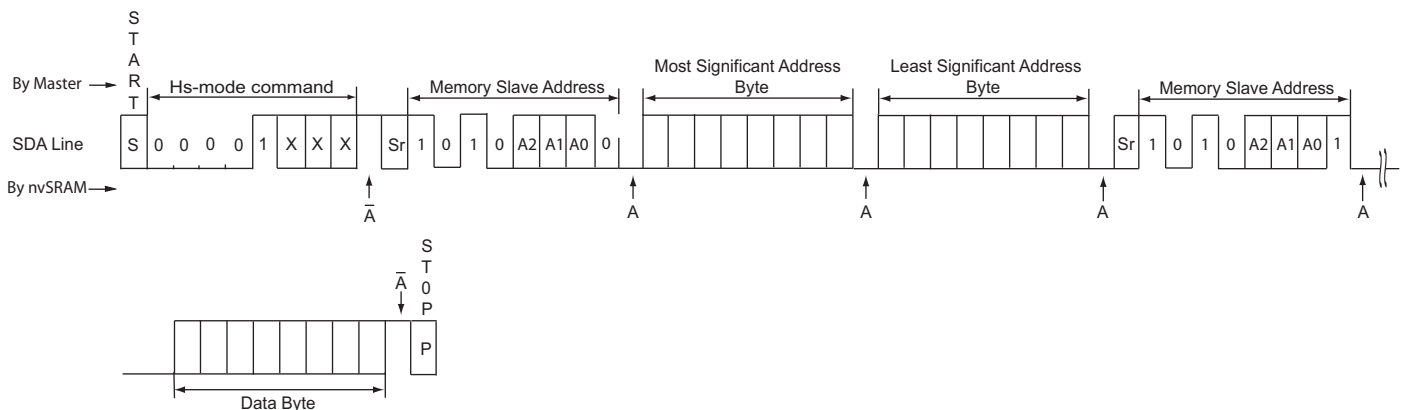 START
By Master
Hs-mode command
Memory Slave Address
Most Significant Address
Byte
Least Significant Address
Byte
Memory Slave Address
SDA Line
S 0 0 0 0 1 X X X Sr 1 0 1 0 A2 A1 A0 0 Sr 1 0 1 0 A2 A1 A0 1
By nvSRAM
A̅ A A A A
ST0P
A̅
P
Data Byte